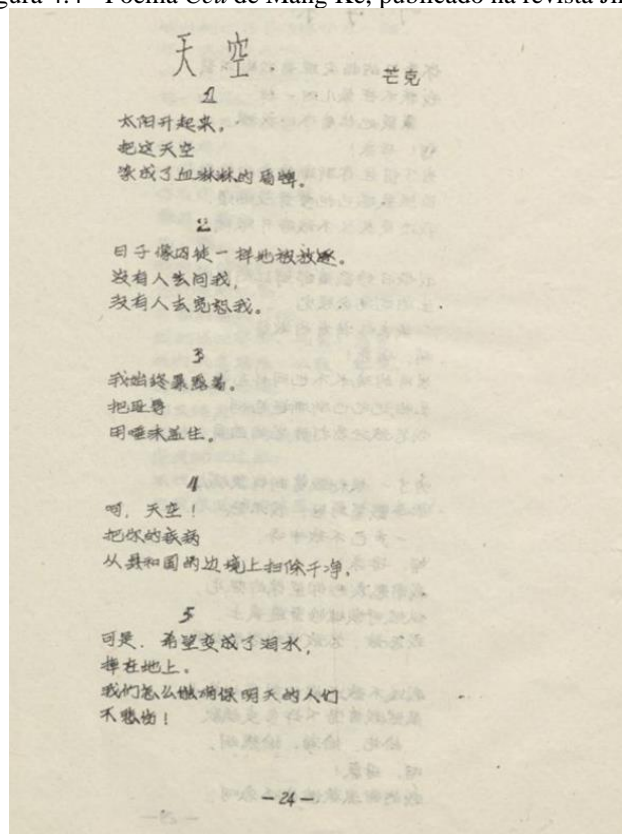 gura 4.4 - Poema Céu de Mang Ke, publicado na revista
天空
芒克
1
太阳升起来,
把这天空
染成了血淋淋的盾牌。
2
日子像囚徒一样地被放逐。
没有人去问我,
没有人去宽恕我。
3
我始终暴露着。
把耻辱
用唾沫盖住。
4
呵,天空!
把你的疾病
从共和国的边境上扫除干净。
5
可是,希望变成了泪水,
掉在地上。
我们怎么能确保明天的人们
不悲伤!
-24-